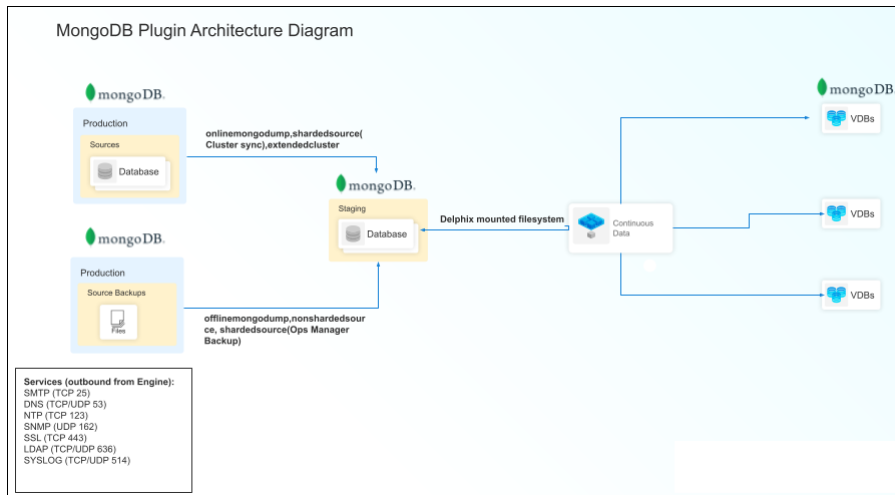 MongoDB Plugin Architecture Diagram
mongoDB.
Production
Sources
Database
onlinemongodump,shardedsource(
Cluster sync),extendedcluster
mongoDB.
Staging
Database
Delphix mounted filesystem
Continuous
Data
mongoDB
VDBs
VDBs
VDBs
mongoDB.
Production
Source Backups
Files
offlinemongodump,nonshardedsour
ce, shardedsource(Ops Manager
Backup)
Services (outbound from Engine):
SMTP (TCP 25)
DNS (TCP/UDP 53)
NTP (TCP 123)
SNMP (UDP 162)
SSL (TCP 443)
LDAP (TCP/UDP 636)
SYSLOG (TCP/UDP 514)